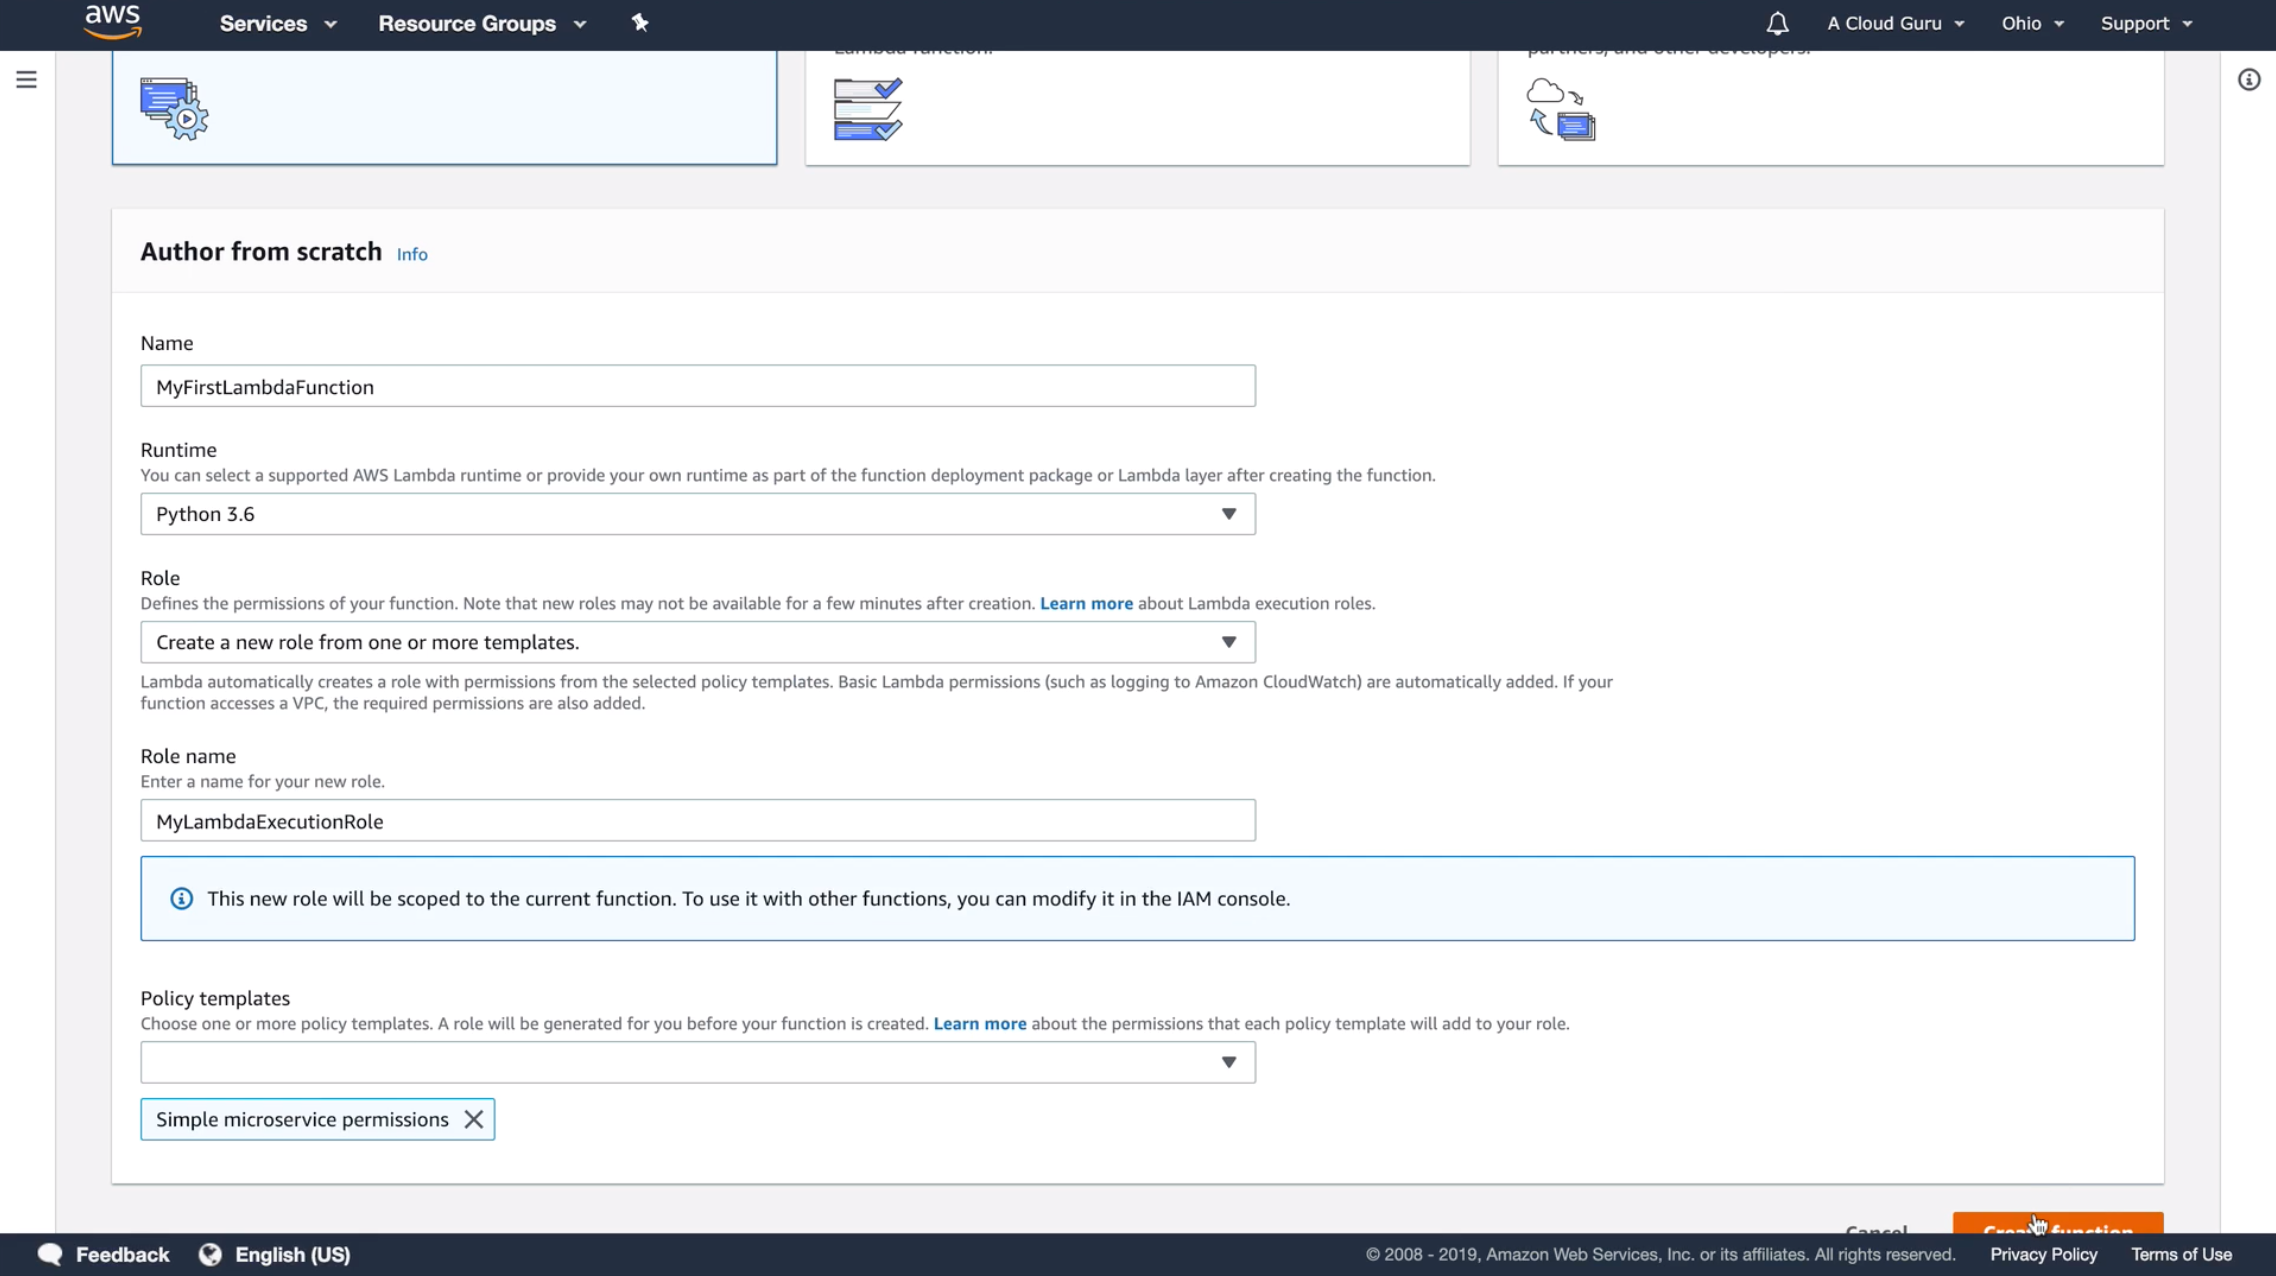 aws Services Resource Groups A Cloud Guru Ohio Support
Lambda function.
partners, and other developers.
Author from scratch Info
Name
MyFirstLambdaFunction
Runtime
You can select a supported AWS Lambda runtime or provide your own runtime as part of the function deployment package or Lambda layer after creating the function.
Python 3.6
Role
Defines the permissions of your function. Note that new roles may not be available for a few minutes after creation. Learn more about Lambda execution roles.
Create a new role from one or more templates.
Lambda automatically creates a role with permissions from the selected policy templates. Basic Lambda permissions (such as logging to Amazon CloudWatch) are automatically added. If your
function accesses a VPC, the required permissions are also added.
Role name
Enter a name for your new role.
MyLambdaExecutionRole
This new role will be scoped to the current function. To use it with other functions, you can modify it in the IAM console.
Policy templates
Choose one or more policy templates. A role will be generated for you before your function is created. Learn more about the permissions that each policy template will add to your role.
Simple microservice permissions
Cancel Create function
Feedback English (US) © 2008 - 2019, Amazon Web Services, Inc. or its affiliates. All rights reserved. Privacy Policy Terms of Use